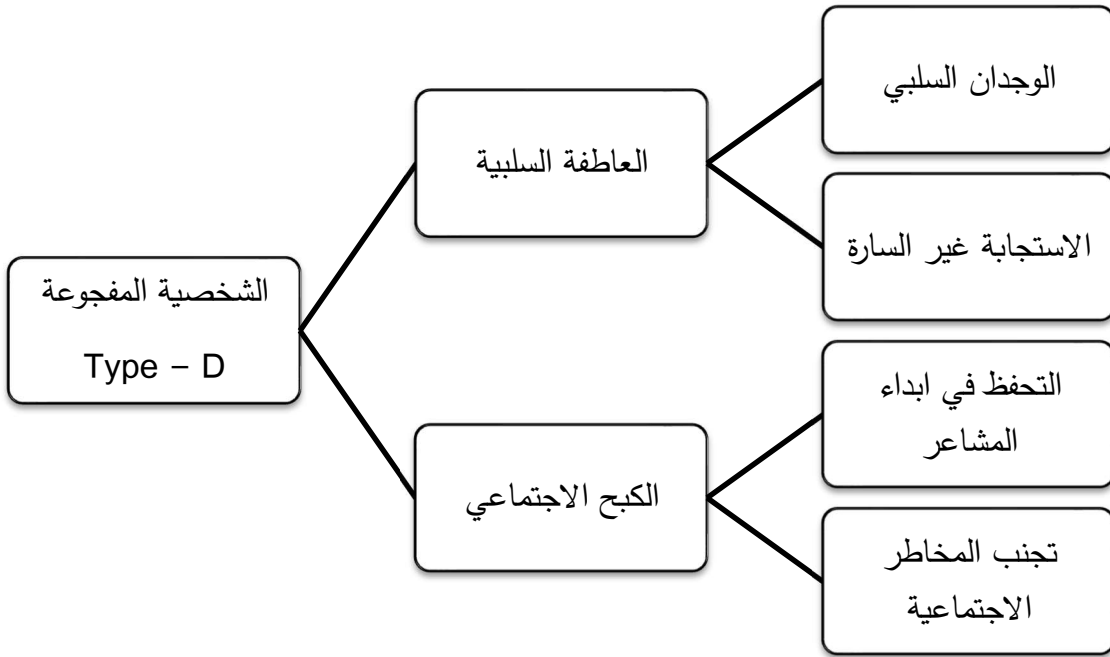 الشخصية المفجوعة
Type – D
العاطفة السلبية
الوجدان السلبي
الاستجابة غير السارة
الكبح الاجتماعي
التحفظ في ابداء
المشاعر
تجنب المخاطر
الاجتماعية